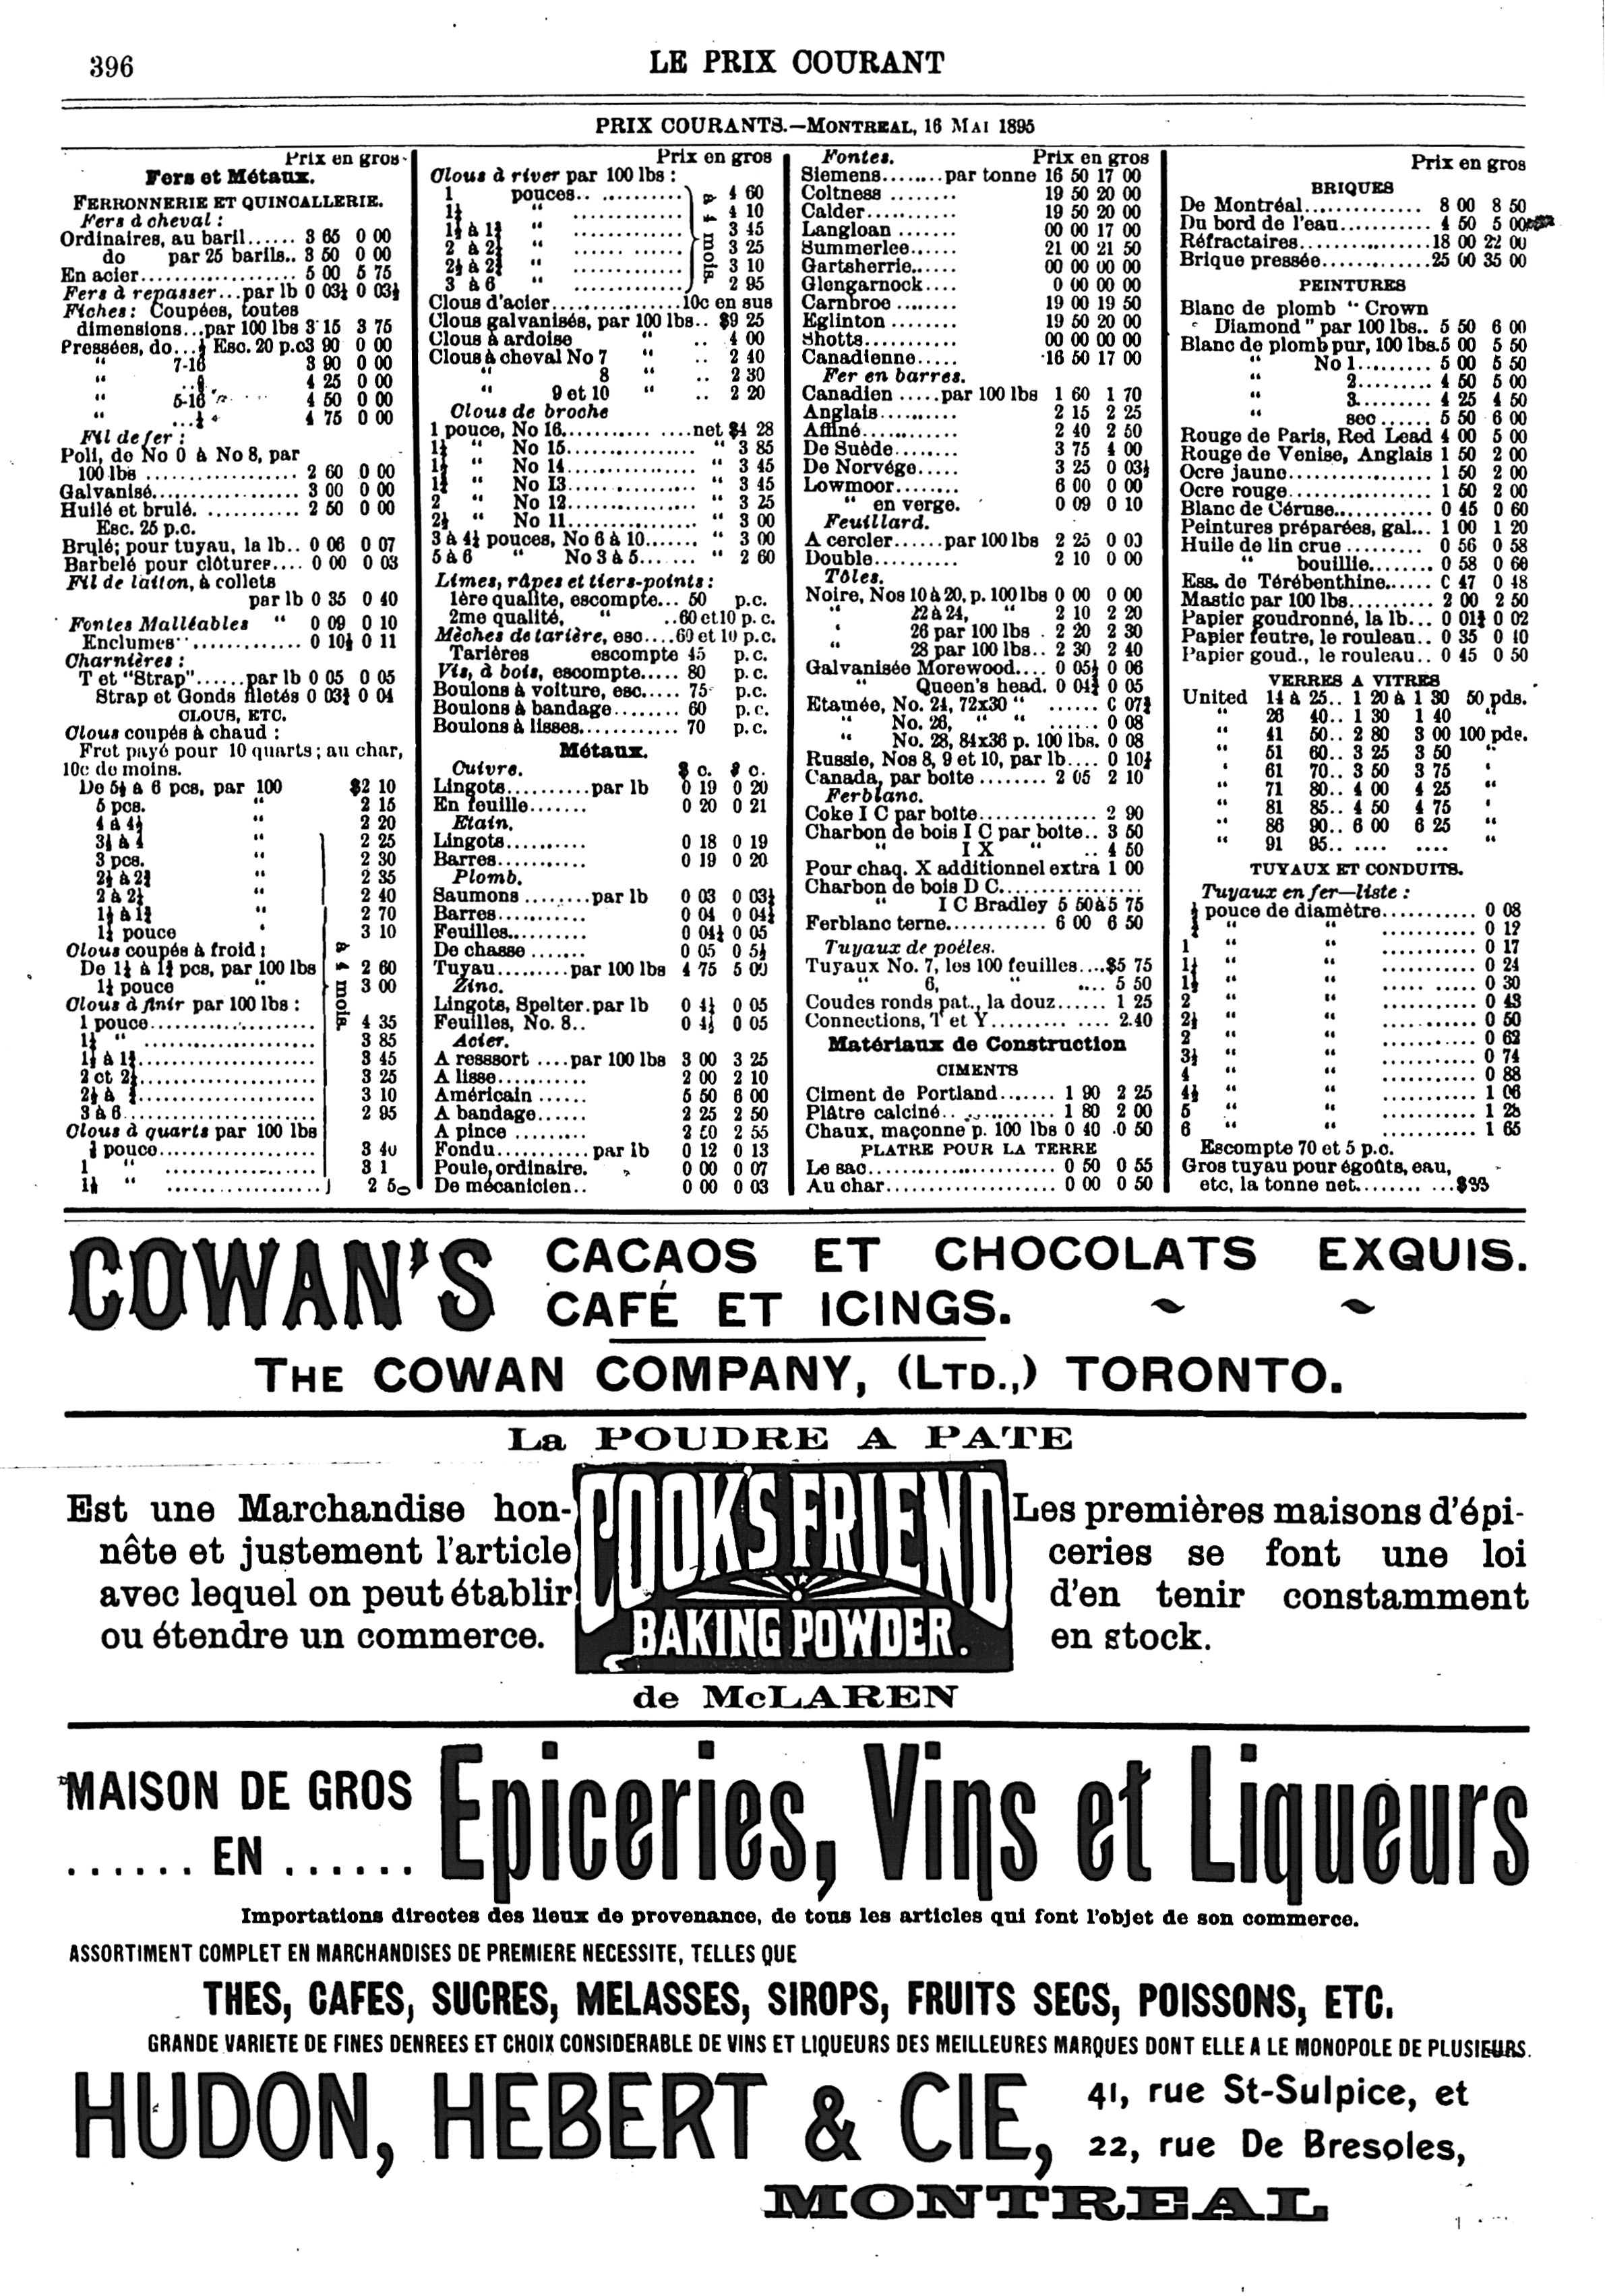 396
LE PRIX COURANT
PRIX COURANTS.—MONTREAL, 16 MAI 1895
Prix en gros
Fers et Métaux.
FERRONNERIE ET QUINCALLERIE.
Fers à cheval :
Ordinaires, au baril...... 3 65 0 00
do par 25 barils.. 3 50 0 00
En acier.................... 5 00 5 75
Fers à repasser...par lb 0 03½ 0 03½
Fiches: Coupées, toutes
dimensions...par 100 lbs 3 15 3 75
Pressées, do... Esc. 20 p.c 3 90 0 00
" 7-16 3 90 0 00
" 4 25 0 00
" 5-16 4 50 0 00
" ...¼ 4 75 0 00
Fil de fer :
Poli, de No 0 à No 8, par
100 lbs .................. 2 60 0 00
Galvanisé.................. 3 00 0 00
Huilé et brulé. ............ 2 50 0 00
Esc. 25 p.c.
Brulé; pour tuyau, la lb.. 0 06 0 07
Barbelé pour clôtures.... 0 00 0 03
Fil de laiton, à collets
par lb 0 35 0 40
Fontes Malléables " 0 09 0 10
Enclumes.............. 0 10½ 0 11
Charnières :
T et "Strap"......par lb 0 05 0 05
Strap et Gonds filetés 0 03½ 0 04
CLOUS, ETC.
Clous coupés à chaud :
Fret payé pour 10 quarts ; au char,
10c de moins.
De 5½ à 6 pcs, par 100 $2 10
5 pcs. " 2 15
4 à 4½ " 2 20
3½ à 4 " 2 25
3 pcs. " 2 30
2½ à 2¾ " 2 35
2 à 2¼ " 2 40
1½ à 1¾ " 2 70
1¼ pouce " 3 10
Clous coupés à froid :
De 1½ à 1¾ pcs, par 100 lbs 2 60
1¼ pouce " 3 00
à 4 mois.
Clous à finir par 100 lbs :
1 pouce.................... 4 35
1¼ " .................... 3 85
1½ à 1¾.................... 3 45
2 et 2¼.................... 3 25
2½ à .................... 3 10
3 à 6.................... 2 95
Clous à quarts par 100 lbs
pouce.................... 3 40
1 " .................... 3 1
1¼ " .................... 2 50
Prix en gros
Clous à river par 100 lbs :
1 pouces.. ........... 4 60
1¼ " .............. 4 10
1½ à 1¾ " .............. 3 45
2 à 2¼ " .............. 3 25
2½ à 2¾ " .............. 3 10
3 à 6 " .............. 2 95
à 4 mois.
Clous d'acier..................10c en sus
Clous galvanisés, par 100 lbs.. $9 25
Clous à ardoise " .. 4 00
Clous à cheval No 7 " .. 2 40
" 8 " .. 2 30
" 9 et 10 " .. 2 20
Clous de broche
1 pouce, No 16..................net $4 28
1¼ " No 15.................. " 3 85
1½ " No 14.................. " 3 45
1¾ " No 13.................. " 3 45
2 " No 12.................. " 3 25
2½ " No 11.................. " 3 00
3 à 4½ pouces, No 6 à 10....... " 3 00
5 à 6 " No 3 à 5...... " 2 60
Limes, râpes et tiers-points :
1ère qualite, escompte... 50 p.c.
2me qualité, " ..60 et 10 p. c.
Mèches de tarière, esc....60 et 10 p.c.
Tarières escompte 45 p.c.
Vis, à bois, escompte..... 80 p.c.
Boulons à voiture, esc..... 75 p.c.
Boulons à bandage........ 60 p.c.
Boulons à lisses............ 70 p.c.
Métaux.
Cuivre. $ c. $ c.
Lingots..........par lb 0 19 0 20
En feuille....... 0 20 0 21
Etain.
Lingots.......... 0 18 0 19
Barres........... 0 19 0 20
Plomb.
Saumons ........par lb 0 03 0 03½
Barres........... 0 04 0 04½
Feuilles.......... 0 04½ 0 05
De chasse ....... 0 05 0 5½
Tuyau.........par 100 lbs 4 75 5 00
Zinc.
Lingots, Spelter.par lb 0 4½ 0 05
Feuilles, No. 8.. 0 4½ 0 05
Acier.
A resssort ....par 100 lbs 3 00 3 25
A lisse........... 2 00 2 10
Américain ...... 5 50 6 00
A bandage...... 2 25 2 50
A pince ......... 2 50 2 55
Fondu...........par lb 0 12 0 13
Poule, ordinaire. 0 00 0 07
De mécanicien.. 0 00 0 03
Fontes. Prix en gros
Siemens........par tonne 16 50 17 00
Coltness ........ 19 50 20 00
Calder........... 19 50 20 00
Langloan ....... 00 00 17 00
Summerlee...... 21 00 21 50
Gartsherrie...... 00 00 00 00
Glengarnock.... 0 00 00 00
Carnbroe ....... 19 00 19 50
Eglinton ........ 19 50 20 00
Shotts........... 00 00 00 00
Canadienne..... 16 50 17 00
Fer en barres.
Canadien .....par 100 lbs 1 60 1 70
Anglais.......... 2 15 2 25
Affiné............ 2 40 2 50
De Suède........ 3 75 4 00
De Norvége..... 3 25 0 03½
Lowmoor........ 6 00 0 00
" en verge. 0 09 0 10
Feuillard.
A cercler......par 100 lbs 2 25 0 00
Double........... 2 10 0 00
Tôles.
Noire, Nos 10 à 20, p. 100 lbs 0 00 0 00
" 22 à 24, " 2 10 2 20
" 26 par 100 lbs . 2 20 2 30
" 28 par 100 lbs.. 2 30 2 40
Galvanisée Morewood.... 0 05½ 0 06
" Queen's head. 0 04¾ 0 05
Etamée, No. 24, 72x30 " ...... C 07½
" No. 26, " " ...... 0 08
" No. 28, 84x36 p. 100 lbs. 0 08
Russie, Nos 8, 9 et 10, par lb.... 0 10½
Canada, par boîte ........ 2 05 2 10
Ferblanc.
Coke I C par boîte............... 2 90
Charbon de bois I C par boîte.. 3 50
" I X " .. 4 50
Pour chaq. X additionnel extra 1 00
Charbon de bois D C................
" I C Bradley 5 50 à 5 75
Ferblanc terne............ 6 00 6 50
Tuyaux de poêles.
Tuyaux No. 7, les 100 feuilles....$5 75
" 6, " .... 5 50
Coudes ronds pat., la douz...... 1 25
Connections, T et Y............. 2.40
Matériaux de Construction
CIMENTS
Ciment de Portland....... 1 90 2 25
Plâtre calciné............. 1 80 2 00
Chaux, maçonne p. 100 lbs 0 40 0 50
PLATRE POUR LA TERRE
Le sac...................... 0 50 0 55
Au char.................... 0 00 0 50
Prix en gros
BRIQUES
De Montréal.............. 8 00 8 50
Du bord de l'eau........... 4 50 5 00
Réfractaires................18 00 22 00
Brique pressée.............25 00 35 00
PEINTURES
Blanc de plomb " Crown
Diamond " par 100 lbs.. 5 50 6 00
Blanc de plomb pur, 100 lbs.5 00 5 50
" No 1......... 5 00 5 50
" 2......... 4 50 5 00
" 3......... 4 25 4 50
" sec ...... 5 50 6 00
Rouge de Paris, Red Lead 4 00 5 00
Rouge de Venise, Anglais 1 50 2 00
Ocre jaune................. 1 50 2 00
Ocre rouge................. 1 50 2 00
Blanc de Céruse............ 0 45 0 60
Peintures préparées, gal... 1 00 1 20
Huile de lin crue .......... 0 56 0 58
" bouillie........ 0 58 0 60
Ess. de Térébenthine...... C 47 0 48
Mastic par 100 lbs.......... 2 00 2 50
Papier goudronné, la lb... 0 01½ 0 02
Papier feutre, le rouleau.. 0 35 0 40
Papier goud., le rouleau.. 0 45 0 50
VERRES A VITRES
United 14 à 25.. 1 20 à 1 30 50 pds.
" 26 40.. 1 30 1 40 "
" 41 50.. 2 80 3 00 100 pds.
" 51 60.. 3 25 3 50 "
" 61 70.. 3 50 3 75 "
" 71 80.. 4 00 4 25 "
" 81 85.. 4 50 4 75 "
" 86 90.. 6 00 6 25 "
" 91 95.. .... .... "
TUYAUX ET CONDUITS.
Tuyaux en fer—liste :
pouce de diamètre........... 0 08
" " ........... 0 12
1 " " ........... 0 17
1¼ " " ........... 0 24
1½ " " ........... 0 30
2 " " ........... 0 43
2½ " " ........... 0 50
2 " " ........... 0 62
3½ " " ........... 0 74
4 " " ........... 0 88
4½ " " ........... 1 06
5 " " ........... 1 25
6 " " ........... 1 65
Escompte 70 et 5 p.c.
Gros tuyau pour égoûts, eau,
etc, la tonne net........ ...$33
COWAN'S CACAOS ET CHOCOLATS EXQUIS.
CAFÉ ET ICINGS.
THE COWAN COMPANY, (LTD.,) TORONTO.
La POUDRE A PATE
Est une Marchandise hon-
nête et justement l'article
avec lequel on peut établir
ou étendre un commerce.
COOK'S FRIEND
BAKING POWDER.
Les premières maisons d'épi-
ceries se font une loi
d'en tenir constamment
en stock.
de McLAREN
MAISON DE GROS
...... EN ......
Epiceries, Vins et Liqueurs
Importations directes des lieux de provenance, de tous les articles qui font l'objet de son commerce.
ASSORTIMENT COMPLET EN MARCHANDISES DE PREMIERE NECESSITE, TELLES QUE
THES, CAFES, SUCRES, MELASSES, SIROPS, FRUITS SECS, POISSONS, ETC.
GRANDE VARIETE DE FINES DENREES ET CHOIX CONSIDERABLE DE VINS ET LIQUEURS DES MEILLEURES MARQUES DONT ELLE A LE MONOPOLE DE PLUSIEURS.
HUDON, HEBERT & CIE,
41, rue St-Sulpice, et
22, rue De Bresoles,
MONTREAL